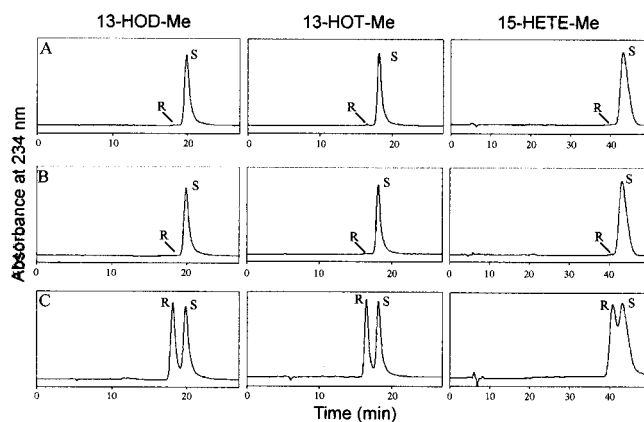 13-HOD-Me 13-HOT-Me 15-HETE-Me
Absorbance at 234 nm
A
R S R S R S
0 10 20 0 10 20 0 10 20 30 40
B
R S R S R S
0 10 20 0 10 20 0 10 20 30 40
C
R S R S R S
0 10 20 0 10 20 0 10 20 30 40
Time (min)